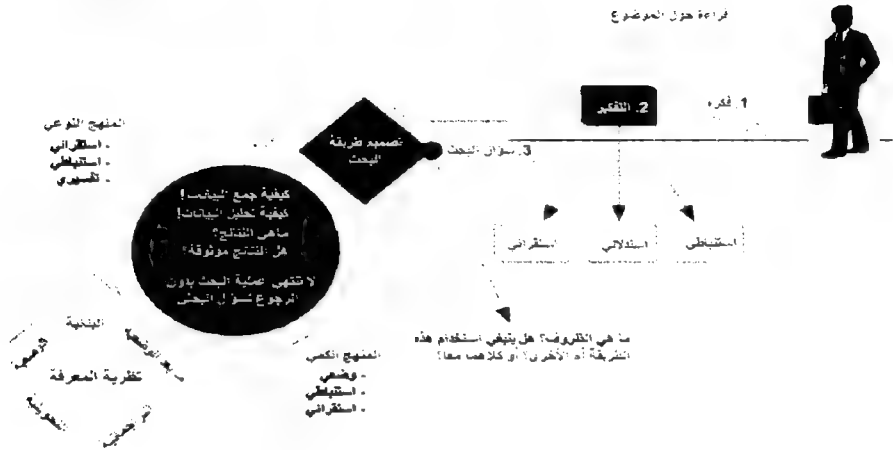 قراءة حول الموضوع
1. فكرة
2. التفكير
3. سؤال البحث
تصميم طريقة
البحث
استنباطي
استدلالي
استقرائي
ما هي الظروف؟ هل ينبغي استخدام هذه
الطريقة أم الأخرى؟ أو كلاهما معا؟
المنهج النوعي
- استقرائي
- استنباطي
- تفسيري
كيفية جمع البيانات!
كيفية تحليل البيانات!
ماهي النتائج؟
هل النتائج موثوقة؟
لا تنتهي عملية البحث بدون
الرجوع لسؤال البحث
المنهج الكمي
- وضعي
- استنباطي
- استقرائي
البنائية
ما بعد الوضعية
نظرية المعرفة